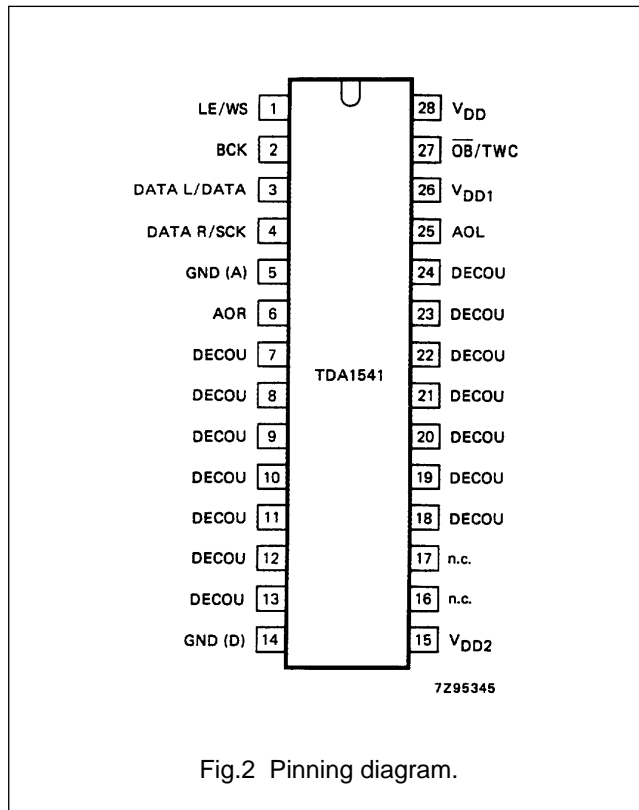 LE/WS 1 28 VDD
BCK 2 27 OB/TWC
DATA L/DATA 3 26 VDD1
DATA R/SCK 4 25 AOL
GND (A) 5 24 DECOU
AOR 6 23 DECOU
DECOU 7 22 DECOU
TDA1541
DECOU 8 21 DECOU
DECOU 9 20 DECOU
DECOU 10 19 DECOU
DECOU 11 18 DECOU
DECOU 12 17 n.c.
DECOU 13 16 n.c.
GND (D) 14 15 VDD2
7Z95345
Fig.2 Pinning diagram.